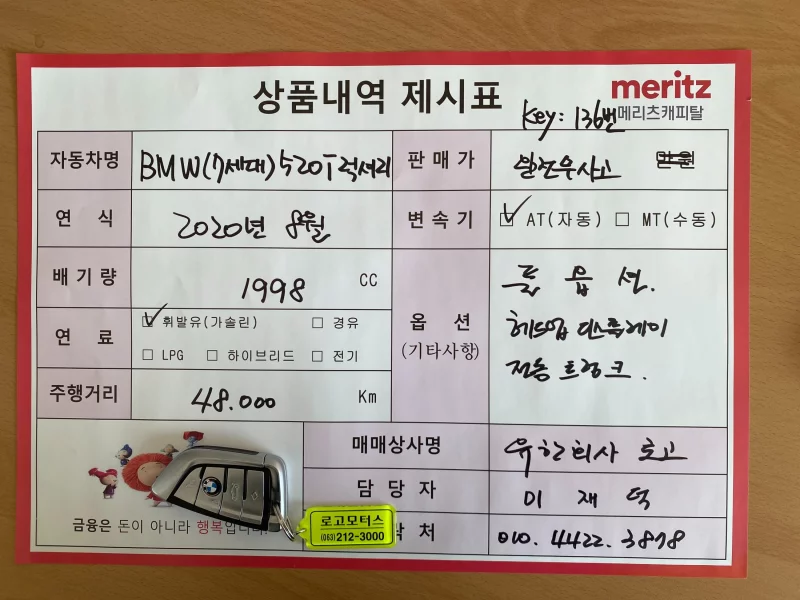 상품내역 제시표
meritz
메리츠캐피탈
Key: 136번
자동차명 BMW(7세대) 520i 럭셔리
판매가 완전무사고 만원
연식 2020년 8월
변속기 ☑ AT(자동) ☐ MT(수동)
배기량 1998 CC
연료 ☑ 휘발유(가솔린) ☐ 경유
☐ LPG ☐ 하이브리드 ☐ 전기
주행거리 48.000 Km
옵션
(기타사항)
풀 옵션.
헤드업 디스플레이
전동 트렁크.
매매상사명 유한회사 로고
담당자 이재덕
락처 010. 4422. 3878
금융은 돈이 아니라 행복입니다!
로고모터스
(063)212-3000